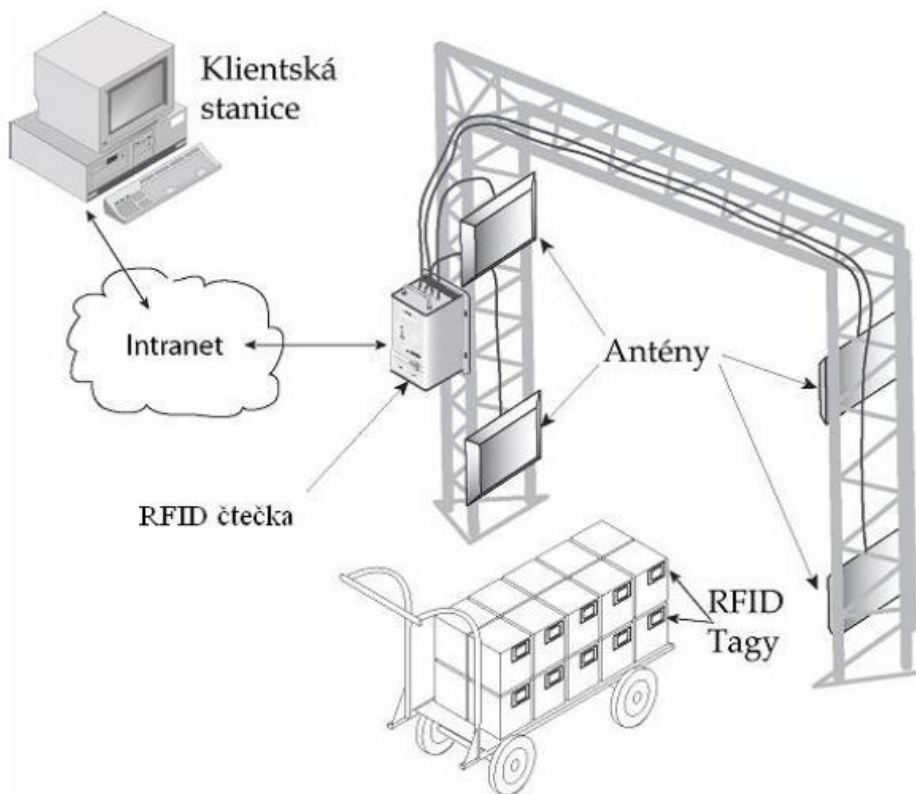 Klientská
stanice
Intranet
Antény
RFID čtečka
RFID
Tagy